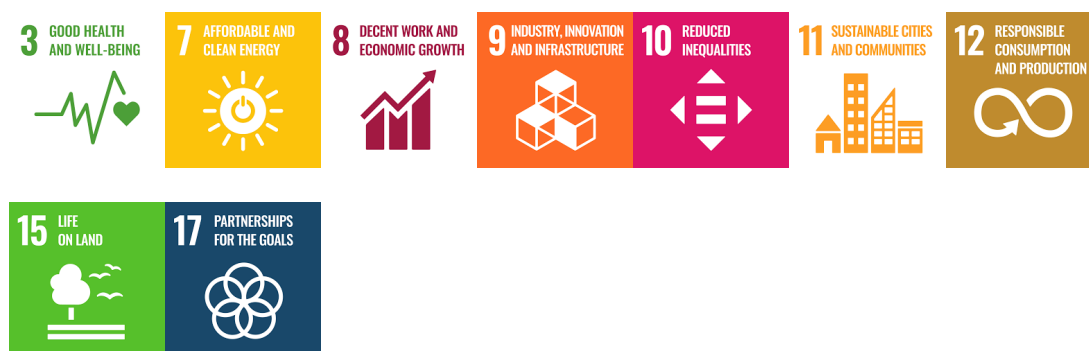 3 GOOD HEALTH
AND WELL-BEING
7 AFFORDABLE AND
CLEAN ENERGY
8 DECENT WORK AND
ECONOMIC GROWTH
9 INDUSTRY, INNOVATION
AND INFRASTRUCTURE
10 REDUCED
INEQUALITIES
11 SUSTAINABLE CITIES
AND COMMUNITIES
12 RESPONSIBLE
CONSUMPTION
AND PRODUCTION
15 LIFE
ON LAND
17 PARTNERSHIPS
FOR THE GOALS